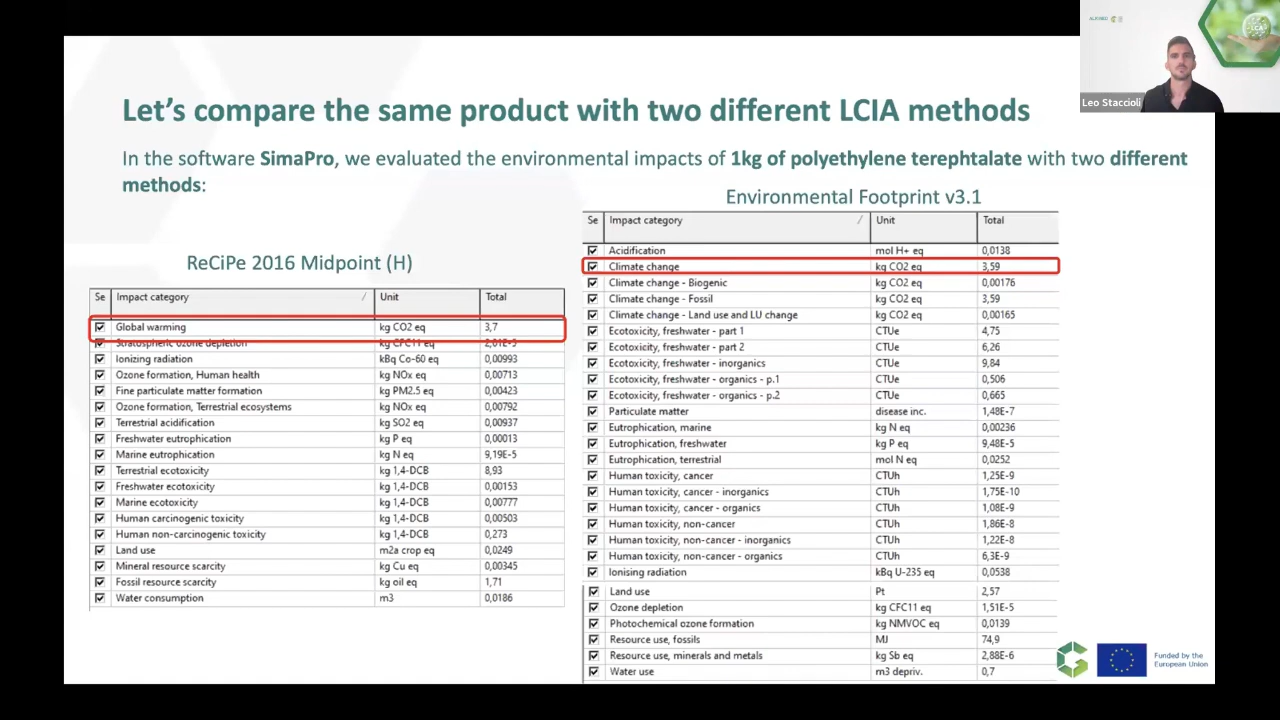 Let's compare the same product with two different LCIA methods
In the software SimaPro, we evaluated the environmental impacts of 1kg of polyethylene terephtalate with two different
methods:
ReCiPe 2016 Midpoint (H)
Se Impact category / Unit Total
Global warming kg CO2 eq 3,7
Stratospheric ozone depletion kg CFC11 eq
Ionizing radiation kBq Co-60 eq 0,00993
Ozone formation, Human health kg NOx eq 0,00713
Fine particulate matter formation kg PM2.5 eq 0,00423
Ozone formation, Terrestrial ecosystems kg NOx eq 0,00792
Terrestrial acidification kg SO2 eq 0,00937
Freshwater eutrophication kg P eq 0,00013
Marine eutrophication kg N eq 9,19E-5
Terrestrial ecotoxicity kg 1,4-DCB 8,93
Freshwater ecotoxicity kg 1,4-DCB 0,00153
Marine ecotoxicity kg 1,4-DCB 0,00777
Human carcinogenic toxicity kg 1,4-DCB 0,00503
Human non-carcinogenic toxicity kg 1,4-DCB 0,273
Land use m2a crop eq 0,0249
Mineral resource scarcity kg Cu eq 0,00345
Fossil resource scarcity kg oil eq 1,71
Water consumption m3 0,0186
Environmental Footprint v3.1
Se Impact category / Unit Total
Acidification mol H+ eq 0,0138
Climate change kg CO2 eq 3,59
Climate change - Biogenic kg CO2 eq 0,00176
Climate change - Fossil kg CO2 eq 3,59
Climate change - Land use and LU change kg CO2 eq 0,00165
Ecotoxicity, freshwater - part 1 CTUe 4,75
Ecotoxicity, freshwater - part 2 CTUe 6,26
Ecotoxicity, freshwater - inorganics CTUe 9,84
Ecotoxicity, freshwater - organics - p.1 CTUe 0,506
Ecotoxicity, freshwater - organics - p.2 CTUe 0,665
Particulate matter disease inc. 1,48E-7
Eutrophication, marine kg N eq 0,00236
Eutrophication, freshwater kg P eq 9,48E-5
Eutrophication, terrestrial mol N eq 0,0252
Human toxicity, cancer CTUh 1,25E-9
Human toxicity, cancer - inorganics CTUh 1,75E-10
Human toxicity, cancer - organics CTUh 1,08E-9
Human toxicity, non-cancer CTUh 1,86E-8
Human toxicity, non-cancer - inorganics CTUh 1,22E-8
Human toxicity, non-cancer - organics CTUh 6,3E-9
Ionising radiation kBq U-235 eq 0,0538
Land use Pt 2,57
Ozone depletion kg CFC11 eq 1,51E-5
Photochemical ozone formation kg NMVOC eq 0,0139
Resource use, fossils MJ 74,9
Resource use, minerals and metals kg Sb eq 2,88E-6
Water use m3 depriv. 0,7
Funded by the
European Union
LCA
Leo Staccioli